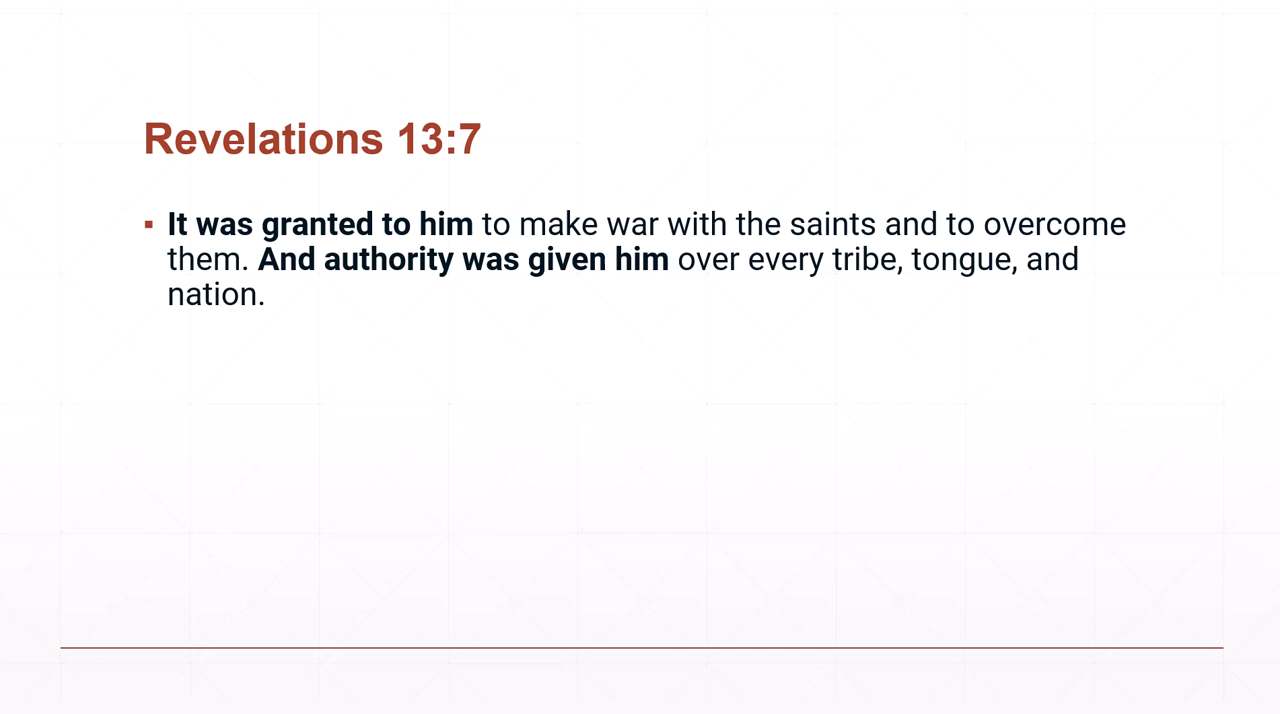 Revelations 13:7
▪ It was granted to him to make war with the saints and to overcome
them. And authority was given him over every tribe, tongue, and
nation.